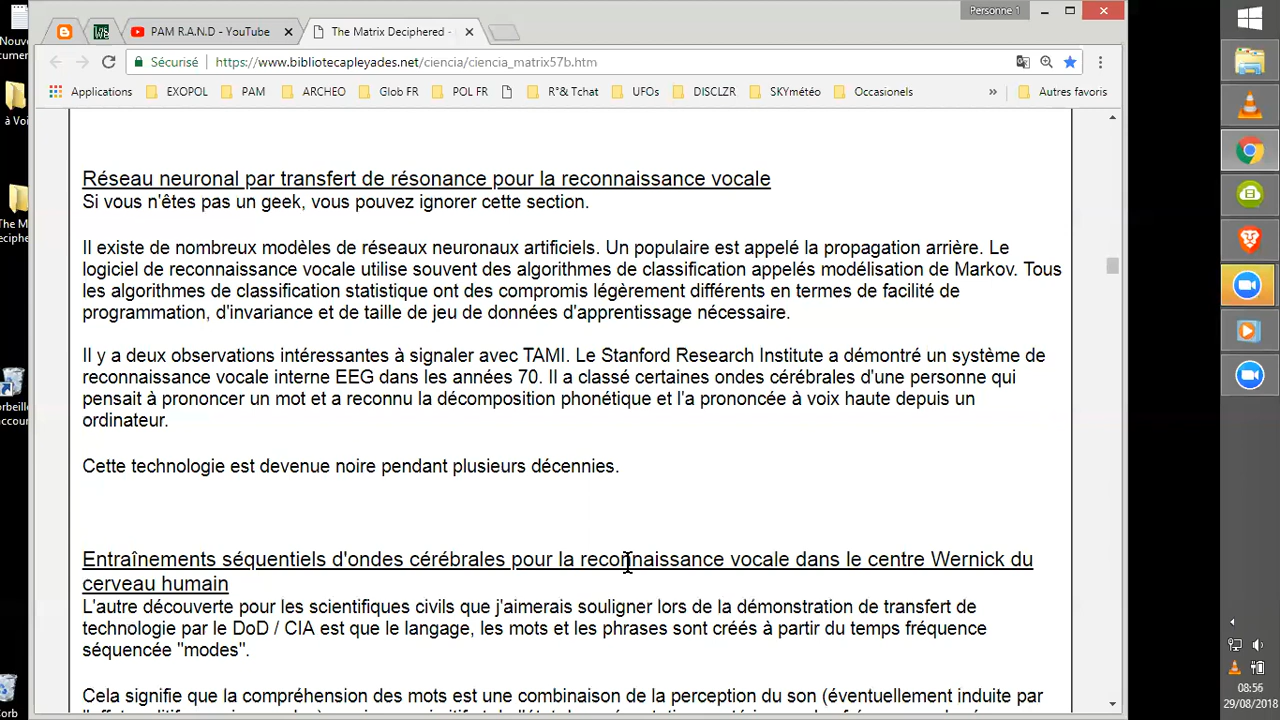 Personne 1
PAM R.A.N.D - YouTube
The Matrix Deciphered -
Sécurisé
https://www.bibliotecapleyades.net/ciencia/ciencia_matrix57b.htm
Applications EXOPOL PAM ARCHEO Glob FR POL FR R°& Tchat UFOs DISCLZR SKYmétéo Occasionels » Autres favoris
Réseau neuronal par transfert de résonance pour la reconnaissance vocale
Si vous n'êtes pas un geek, vous pouvez ignorer cette section.
Il existe de nombreux modèles de réseaux neuronaux artificiels. Un populaire est appelé la propagation arrière. Le
logiciel de reconnaissance vocale utilise souvent des algorithmes de classification appelés modélisation de Markov. Tous
les algorithmes de classification statistique ont des compromis légèrement différents en termes de facilité de
programmation, d'invariance et de taille de jeu de données d'apprentissage nécessaire.
Il y a deux observations intéressantes à signaler avec TAMI. Le Stanford Research Institute a démontré un système de
reconnaissance vocale interne EEG dans les années 70. Il a classé certaines ondes cérébrales d'une personne qui
pensait à prononcer un mot et a reconnu la décomposition phonétique et l'a prononcée à voix haute depuis un
ordinateur.
Cette technologie est devenue noire pendant plusieurs décennies.
Entraînements séquentiels d'ondes cérébrales pour la reconnaissance vocale dans le centre Wernick du
cerveau humain
L'autre découverte pour les scientifiques civils que j'aimerais souligner lors de la démonstration de transfert de
technologie par le DoD / CIA est que le langage, les mots et les phrases sont créés à partir du temps fréquence
séquencée "modes".
Cela signifie que la compréhension des mots est une combinaison de la perception du son (éventuellement induite par
Nouve
à Voi
The M
Corb
08:56
29/08/2018